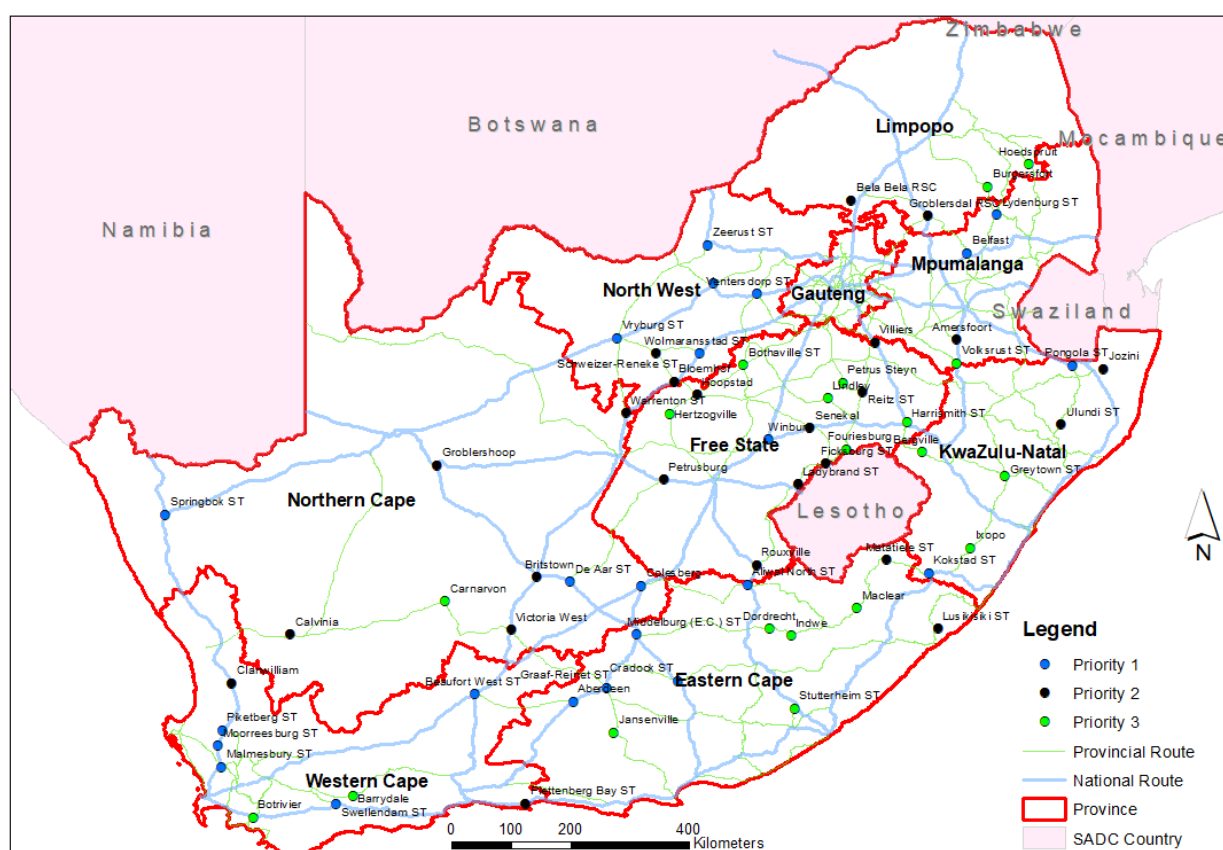 Zimbabwe
Botswana
Limpopo
Mocambique
Hoedspruit
Burgersfort
Bela Bela RSC
Groblersdal RSC
Lydenburg ST
Namibia
Zeerust ST
Belfast
Mpumalanga
Ventersdorp ST
North West
Gauteng
Swaziland
Vryburg ST
Villiers
Amersfoort
Wolmaransstad ST
Bothaville ST
Volksrust ST
Pongola ST
Jozini
Schweizer-Reneke ST
Bloemhof
Hoopstad
Petrus Steyn
Lindley
Reitz ST
Warrenton ST
Hertzogville
Senekal
Harrismith ST
Ulundi ST
Winburg
Free State
Fouriesburg
Bergville
KwaZulu-Natal
Ficksburg ST
Groblershoop
Petrusburg
Ladybrand ST
Greytown ST
Springbok ST
Northern Cape
Lesotho
Ixopo
Matatiele ST
Rouxville
Kokstad ST
N
Britstown
De Aar ST
Colesberg
Aliwal North ST
Carnarvon
Maclear
Calvinia
Victoria West
Middelburg (E.C.) ST
Dordrecht
Indwe
Lusikisiki ST
Legend
Clanwilliam
Graaf-Reinet ST
Cradock ST
Beaufort West ST
Aberdeen
Eastern Cape
Stutterheim ST
Priority 1
Priority 2
Priority 3
Piketberg ST
Moorreesburg ST
Jansenville
Malmesbury ST
Provincial Route
National Route
Western Cape
Barrydale
Plettenberg Bay ST
Botrivier
Swellendam ST
Province
SADC Country
0 100 200 400
Kilometers